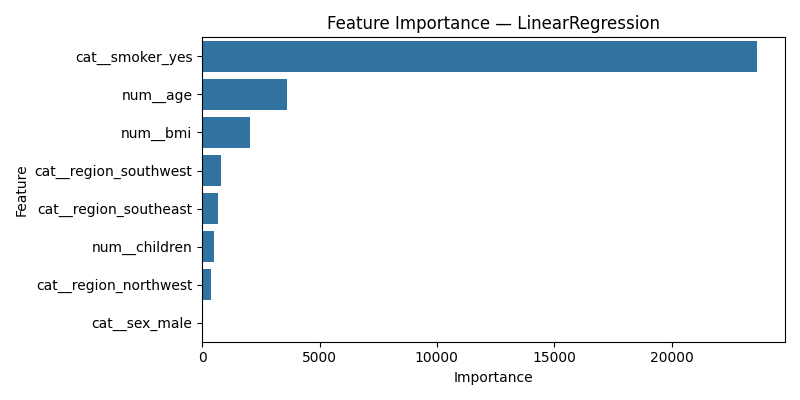 Feature Importance — LinearRegression
Feature
cat__smoker_yes
num__age
num__bmi
cat__region_southwest
cat__region_southeast
num__children
cat__region_northwest
cat__sex_male
0 5000 10000 15000 20000
Importance